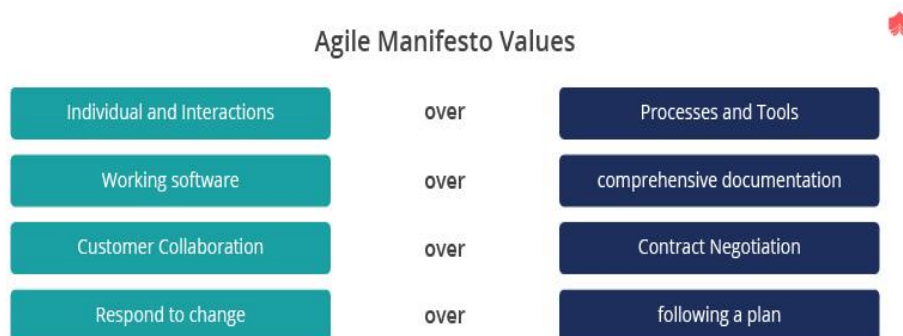 Agile Manifesto Values
Individual and Interactions over Processes and Tools
Working software over comprehensive documentation
Customer Collaboration over Contract Negotiation
Respond to change over following a plan